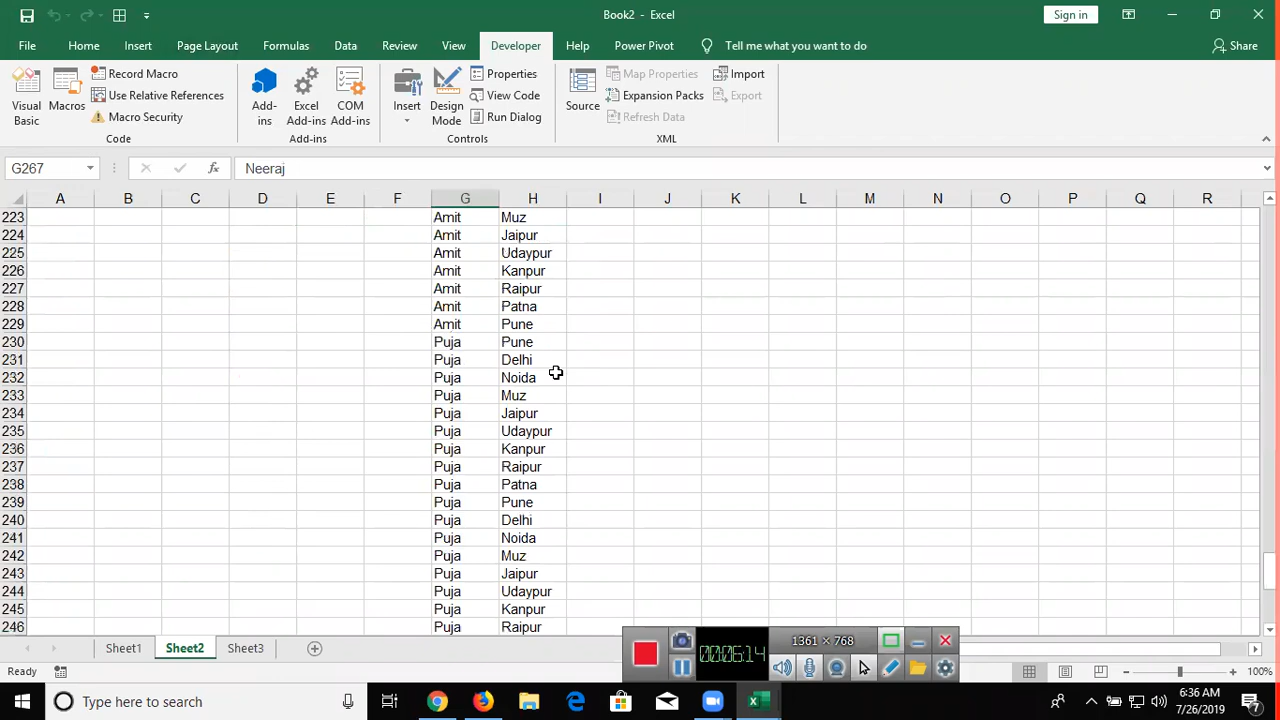 Book2 - Excel
Sign in
File Home Insert Page Layout Formulas Data Review View Developer Help Power Pivot Tell me what you want to do Share
Visual Basic
Macros
Record Macro
Use Relative References
Macro Security
Code
Add-ins
Excel Add-ins
COM Add-ins
Add-ins
Insert
Design Mode
Properties
View Code
Run Dialog
Controls
Source
Map Properties
Expansion Packs
Refresh Data
Import
Export
XML
G267 fx Neeraj
A B C D E F G H I J K L M N O P Q R
223 Amit Muz
224 Amit Jaipur
225 Amit Udaypur
226 Amit Kanpur
227 Amit Raipur
228 Amit Patna
229 Amit Pune
230 Puja Pune
231 Puja Delhi
232 Puja Noida
233 Puja Muz
234 Puja Jaipur
235 Puja Udaypur
236 Puja Kanpur
237 Puja Raipur
238 Puja Patna
239 Puja Pune
240 Puja Delhi
241 Puja Noida
242 Puja Muz
243 Puja Jaipur
244 Puja Udaypur
245 Puja Kanpur
246 Puja Raipur
Sheet1 Sheet2 Sheet3
00:06:14
1361 × 768
Ready
100%
Type here to search
6:36 AM
7/26/2019
7